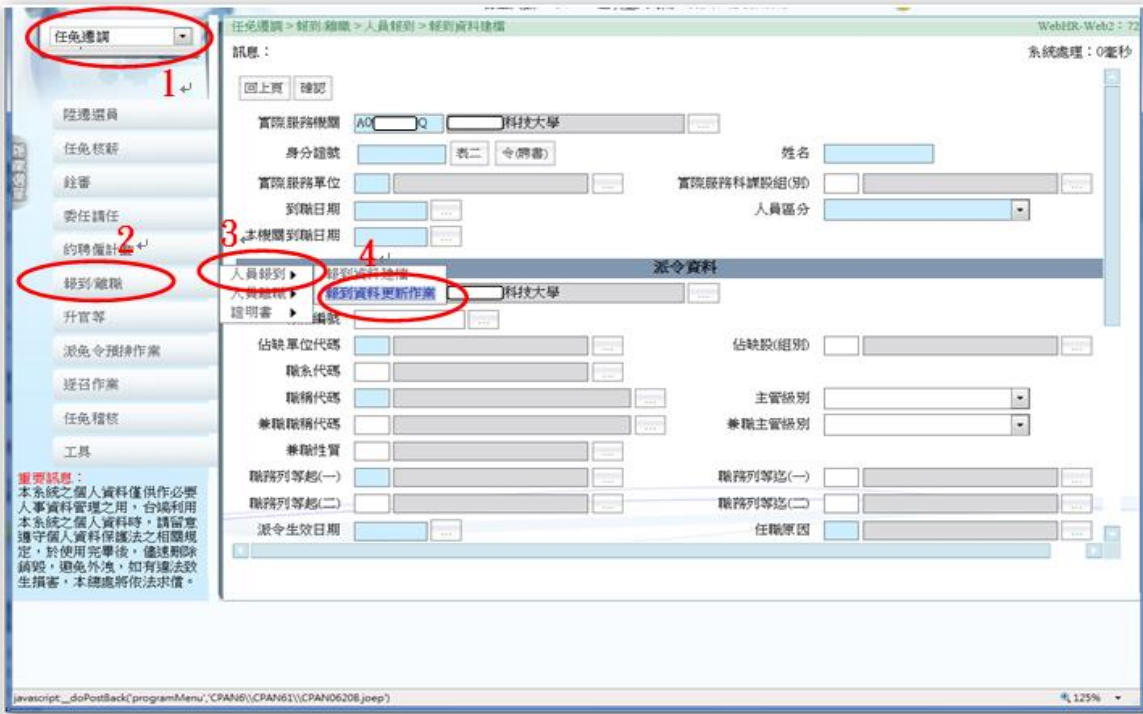 任免遷調
1
陞遷選員
任免核薪
銓審
委任請任
2
約聘僱計畫
報到/離職
升官等
派免令預擬作業
逕召作業
任免稽核
工具
重要訊息:
本系統之個人資料僅供作必要
人事資料管理之用,台端利用
本系統之個人資料時,請留意
遵守個人資料保護法之相關規
定,於使用完畢後,儘速刪除
銷毀,避免外洩,如有違法致
生損害,本總處將依法求償。
任免遷調 > 報到/離職 > 人員報到 > 報到資料建檔 WebHR-Web2: 72
訊息: 系統處理:0毫秒
回上頁 確認
實際服務機關 A0 Q 科技大學
身分證號 表二 令(聘書) 姓名
實際服務單位 實際服務科課股組(別)
到職日期 人員區分
3 本機關到職日期
4
派令資料
人員報到 報到資料建檔
人員離職 報到資料更新作業 科技大學
證明書 編號
佔缺單位代碼 佔缺股(組別)
職系代碼
職稱代碼 主管級別
兼職職稱代碼 兼職主管級別
兼職性質
職務列等起(一) 職務列等迄(一)
職務列等起(二) 職務列等迄(二)
派令生效日期 任職原因
javascript:__doPostBack('programMenu','CPAN6\\CPAN61\\CPAN06208.joep') 125%